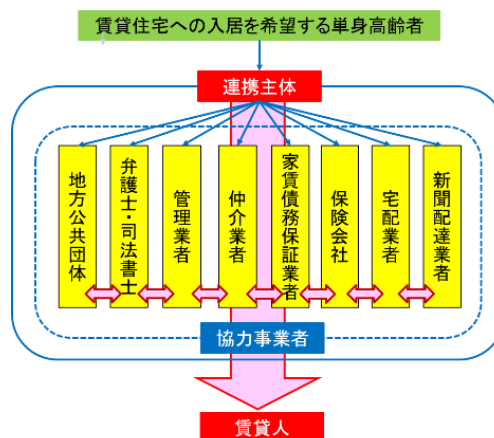 賃貸住宅への入居を希望する単身高齢者
連携主体
地方公共団体
弁護士・司法書士
管理業者
仲介業者
家賃債務保証業者
保険会社
宅配業者
新聞配達業者
協力事業者
賃貸人